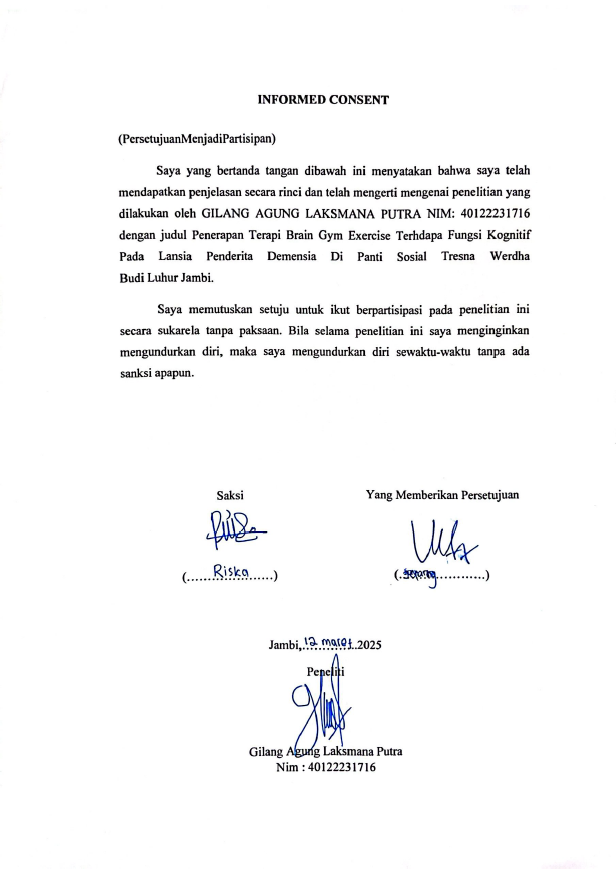 INFORMED CONSENT
(PersetujuanMenjadiPartisipan)
Saya yang bertanda tangan dibawah ini menyatakan bahwa saya telah
mendapatkan penjelasan secara rinci dan telah mengerti mengenai penelitian yang
dilakukan oleh GILANG AGUNG LAKSMANA PUTRA NIM: 40122231716
dengan judul Penerapan Terapi Brain Gym Exercise Terhdapa Fungsi Kognitif
Pada Lansia Penderita Demensia Di Panti Sosial Tresna Werdha
Budi Luhur Jambi.
Saya memutuskan setuju untuk ikut berpartisipasi pada penelitian ini
secara sukarela tanpa paksaan. Bila selama penelitian ini saya menginginkan
mengundurkan diri, maka saya mengundurkan diri sewaktu-waktu tanpa ada
sanksi apapun.
Saksi Yang Memberikan Persetujuan
(......Riska......) (..................)
Jambi, 12 maret 2025
Peneliti
Gilang Agung Laksmana Putra
Nim : 40122231716